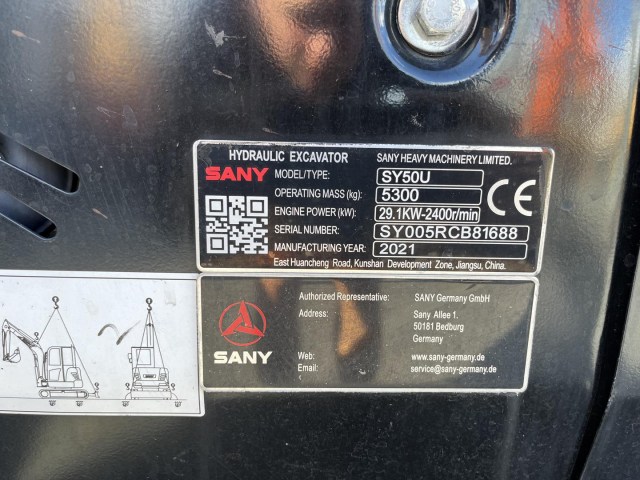 HYDRAULIC EXCAVATOR SANY HEAVY MACHINERY LIMITED.
SANY MODEL/TYPE: SY50U
OPERATING MASS (kg): 5300
ENGINE POWER (kW): 29.1KW-2400r/min
SERIAL NUMBER: SY005RCB81688
MANUFACTURING YEAR: 2021
CE
East Huancheng Road, Kunshan Development Zone, Jiangsu, China.
SANY
Authorized Representative: SANY Germany GmbH
Address: Sany Allee 1.
50181 Bedburg
Germany
Web: www.sany-germany.de
Email: service@sany-germany.de